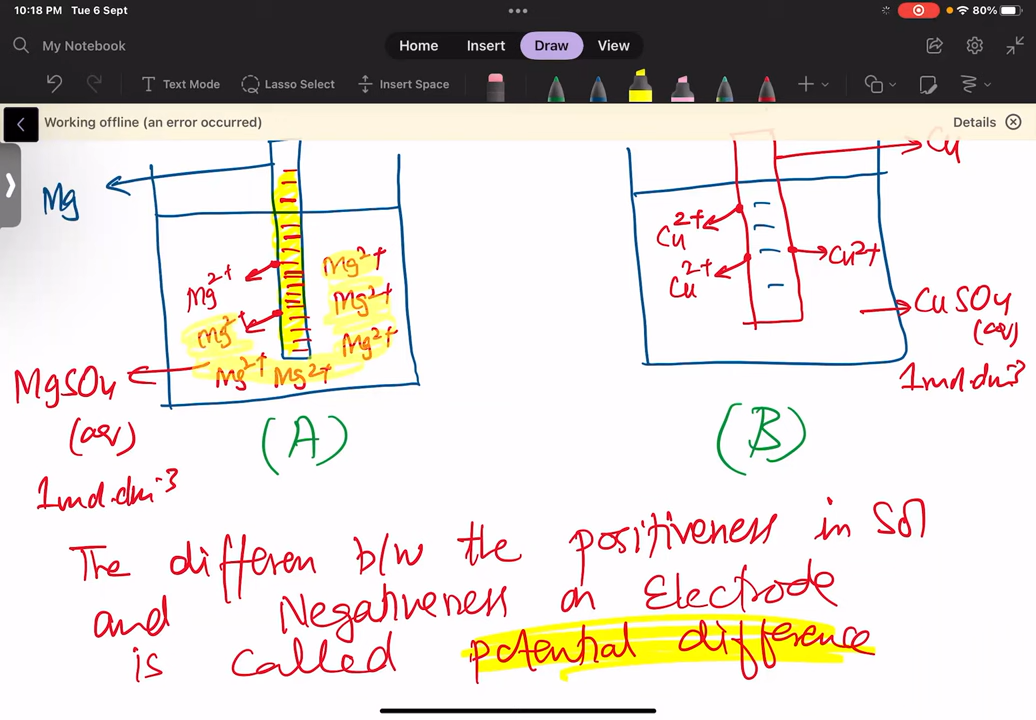 10:18 PM Tue 6 Sept
80%
My Notebook
Home Insert Draw View
Text Mode Lasso Select Insert Space
Working offline (an error occurred) Details
Mg
Cu
Mg2+
Mg2+
Mg2+
Mg2+
Mg2+
Mg2+ Mg2+
Cu2+
Cu2+
Cu2+
MgSO4
(aq)
1mol.dm-3
CuSO4
(aq)
1mol.dm-3
(A)
(B)
The differen b/w the positiveness in Sol
and Negativeness on Electrode
is called potential difference